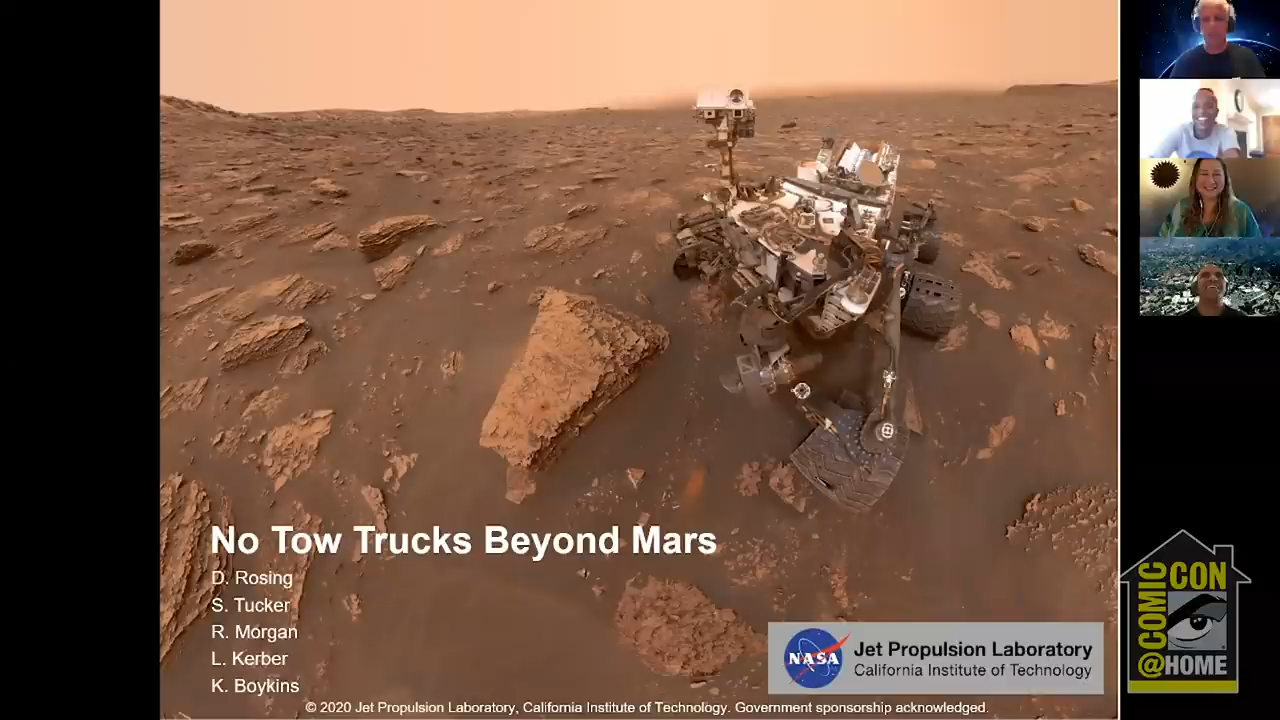 No Tow Trucks Beyond Mars
D. Rosing
S. Tucker
R. Morgan
L. Kerber
K. Boykins
NASA
Jet Propulsion Laboratory
California Institute of Technology
© 2020 Jet Propulsion Laboratory, California Institute of Technology. Government sponsorship acknowledged.
COMIC CON
@HOME